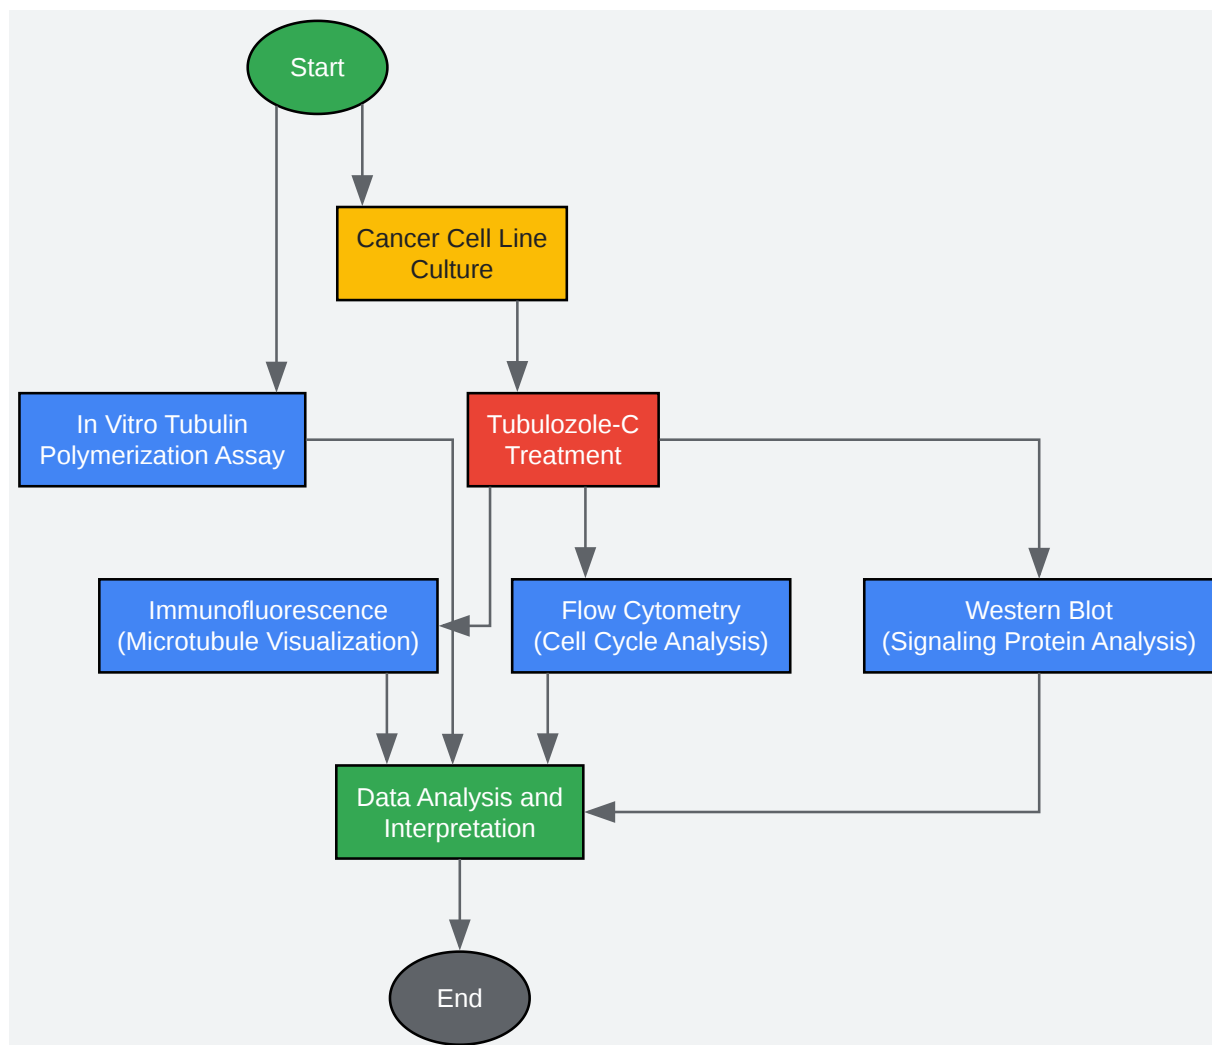 Start
Cancer Cell Line
Culture
In Vitro Tubulin
Polymerization Assay
Tubulozole-C
Treatment
Immunofluorescence
(Microtubule Visualization)
Flow Cytometry
(Cell Cycle Analysis)
Western Blot
(Signaling Protein Analysis)
Data Analysis and
Interpretation
End